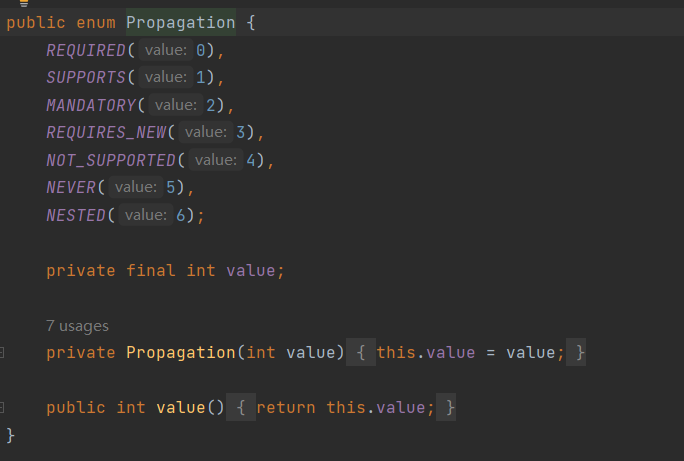 public enum Propagation {
REQUIRED( value: 0),
SUPPORTS( value: 1),
MANDATORY( value: 2),
REQUIRES_NEW( value: 3),
NOT_SUPPORTED( value: 4),
NEVER( value: 5),
NESTED( value: 6);
private final int value;
7 usages
private Propagation(int value) { this.value = value; }
public int value() { return this.value; }
}